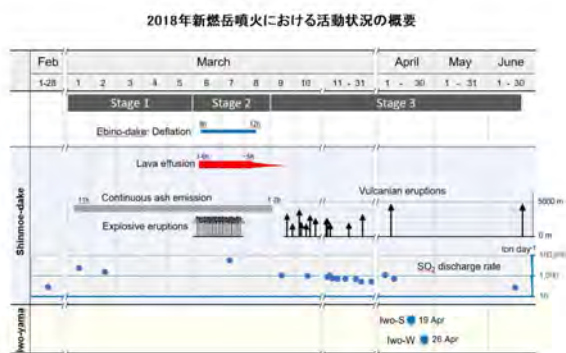 2018年新燃岳噴火における活動状況の概要
Feb March April May June
1-28 1 2 3 4 5 6 7 8 9 10 11 - 31 1 - 30 1 - 31 1 - 30
Stage 1 Stage 2 Stage 3
Ebino-dake: Deflation
Lava effusion
Continuous ash emission
Vulcanian eruptions
5000 m
Explosive eruptions
0 m
Shinmoe-dake
ton day⁻¹
SO₂ discharge rate
Iwo-yama
Iwo-S 19 Apr
Iwo-W 26 Apr